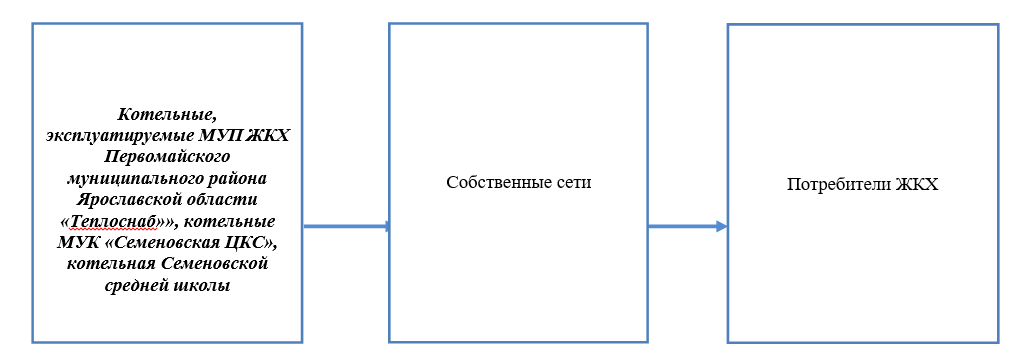 Котельные,
эксплуатируемые МУП ЖКХ
Первомайского
муниципального района
Ярославской области
«Теплоснаб»», котельные
МУК «Семеновская ЦКС»,
котельная Семеновской
средней школы
Собственные сети
Потребители ЖКХ